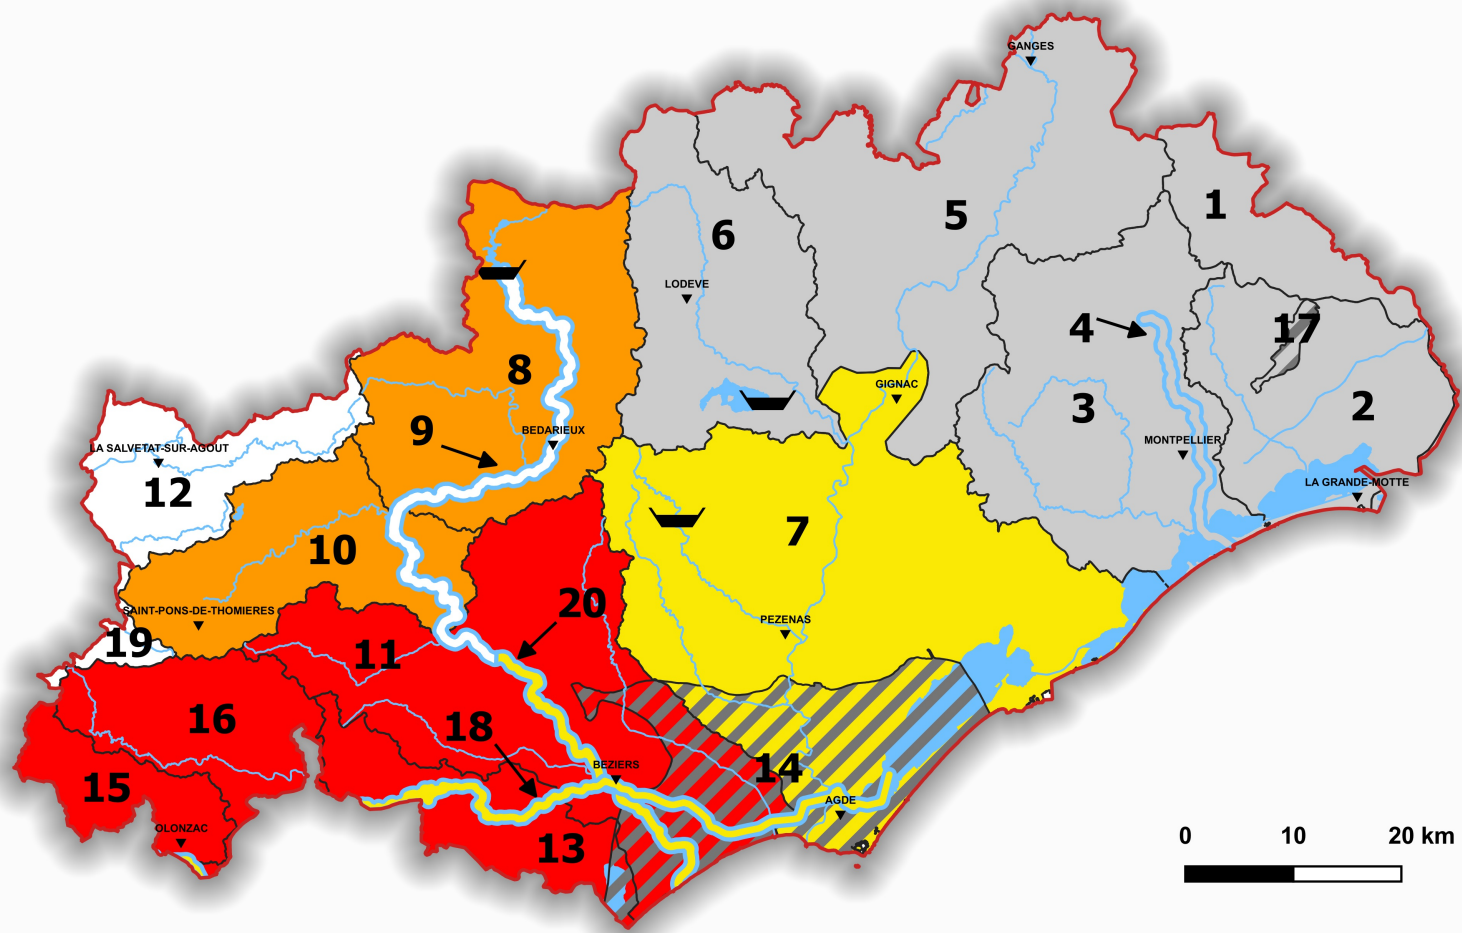 GANGES
5
1
6
LODEVE
4
17
8
GIGNAC
3
2
9
BEDARIEUX
MONTPELLIER
LA SALVETAT-SUR-AGOUT
12
LA GRANDE-MOTTE
7
10
20
SAINT-PONS-DE-THOMIERES
PEZENAS
19
11
16
18
14
BEZIERS
15
AGDE
OLONZAC
13
0 10 20 km